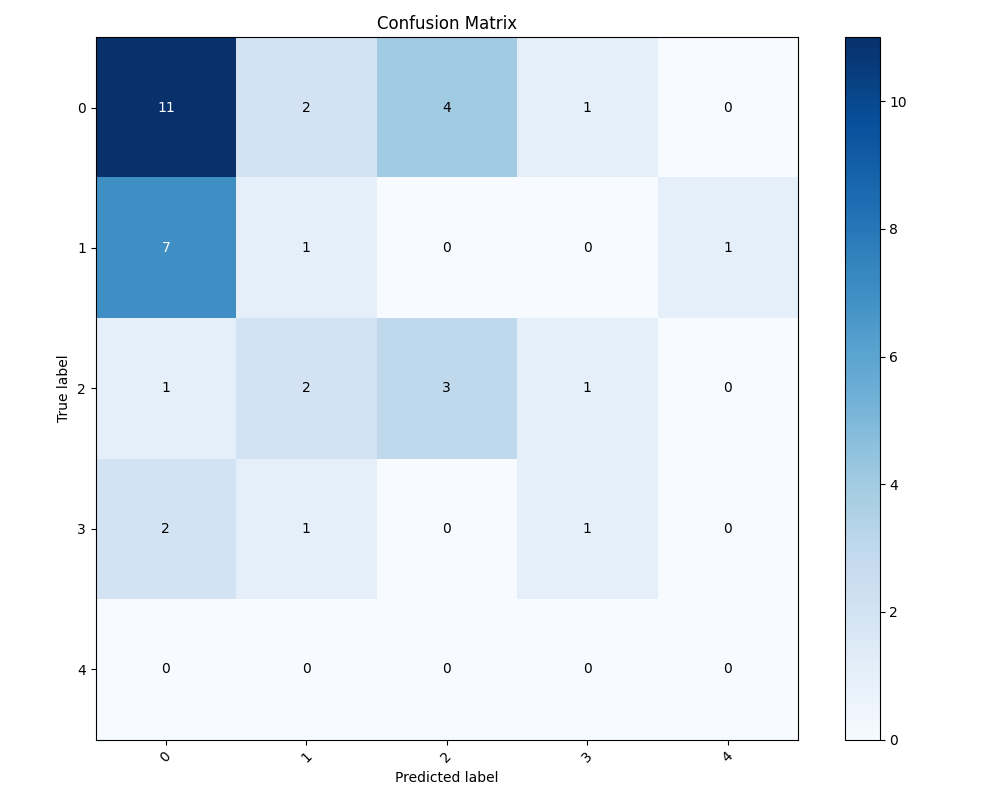 Confusion Matrix
True label
0 11 2 4 1 0
1 7 1 0 0 1
2 1 2 3 1 0
3 2 1 0 1 0
4 0 0 0 0 0
0 1 2 3 4
Predicted label
10
8
6
4
2
0